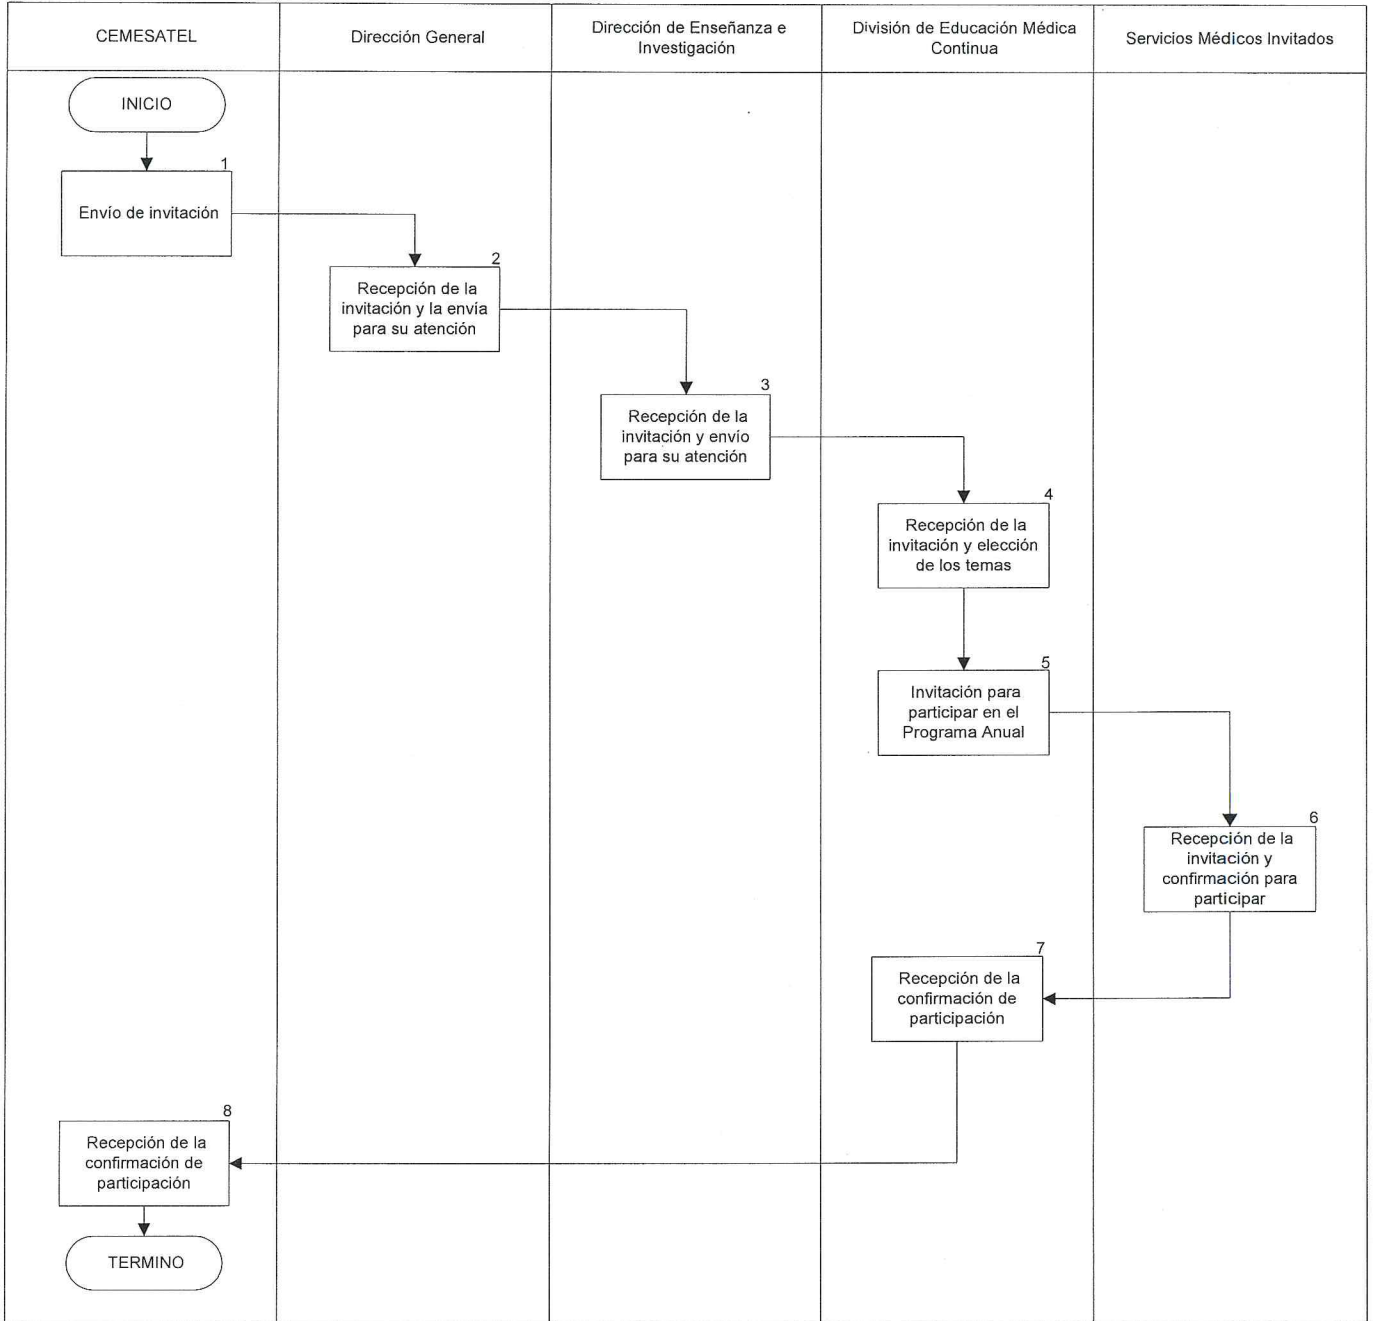 CEMESATEL
Dirección General
Dirección de Enseñanza e
Investigación
División de Educación Médica
Continua
Servicios Médicos Invitados
INICIO
1
Envío de invitación
2
Recepción de la
invitación y la envía
para su atención
3
Recepción de la
invitación y envío
para su atención
4
Recepción de la
invitación y elección
de los temas
5
Invitación para
participar en el
Programa Anual
6
Recepción de la
invitación y
confirmación para
participar
7
Recepción de la
confirmación de
participación
8
Recepción de la
confirmación de
participación
TERMINO